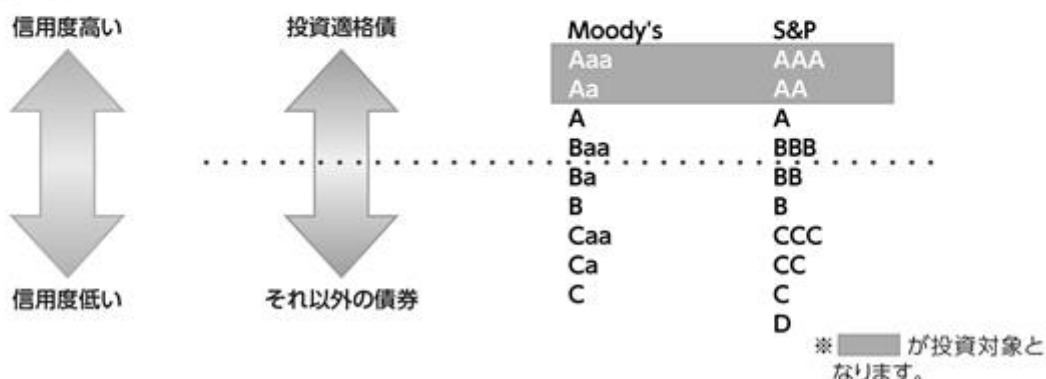 信用度高い 投資適格債 Moody's S&P
Aaa AAA
Aa AA
A A
Baa BBB
Ba BB
B B
Caa CCC
Ca CC
信用度低い それ以外の債券 C C
D
※ が投資対象と
なります。